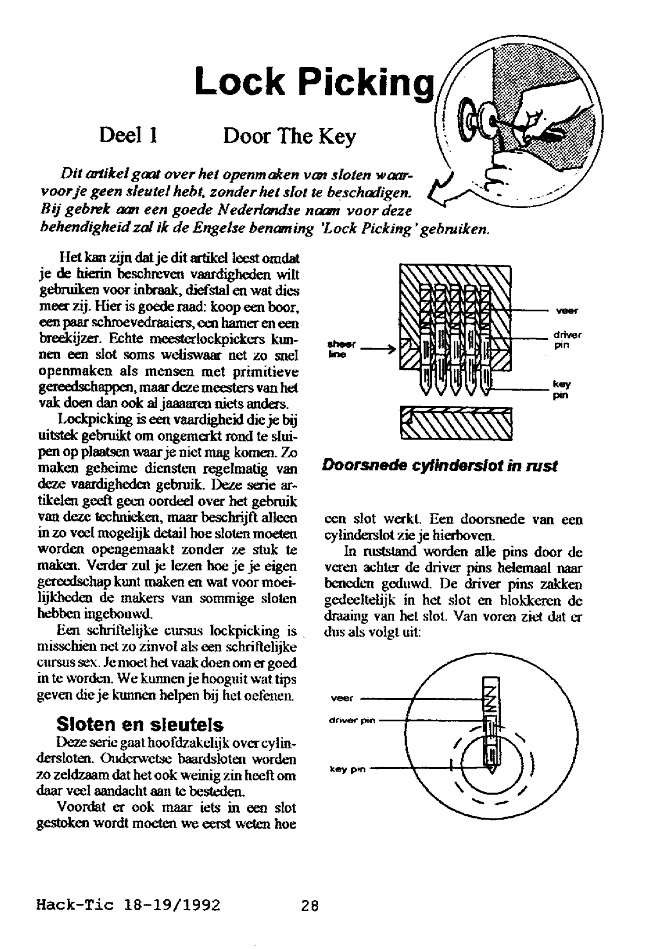 Lock Picking
Deel 1 Door The Key
Dit artikel gaat over het openmaken van sloten waar-
voor je geen sleutel hebt, zonder het slot te beschadigen.
Bij gebrek aan een goede Nederlandse naam voor deze
behendigheid zal ik de Engelse benaming 'Lock Picking' gebruiken.
Het kan zijn dat je dit artikel leest omdat
je de hierin beschreven vaardigheden wilt
gebruiken voor inbraak, diefstal en wat dies
meer zij. Hier is goede raad: koop een boor,
een paar schroevedraaiers, een hamer en een
breekijzer. Echte meesterlockpickers kun-
nen een slot soms weliswaar net zo snel
openmaken als mensen met primitieve
gereedschappen, maar deze meesters van het
vak doen dan ook al jaaaaren niets anders.
Lockpicking is een vaardigheid die je bij
uitstek gebruikt om ongemerkt rond te slui-
pen op plaatsen waar je niet mag komen. Zo
maken geheime diensten regelmatig van
deze vaardigheden gebruik. Deze serie ar-
tikelen geeft geen oordeel over het gebruik
van deze technieken, maar beschrijft alleen
in zo veel mogelijk detail hoe sloten moeten
worden opengemaakt zonder ze stuk te
maken. Verder zul je lezen hoe je je eigen
gereedschap kunt maken en wat voor moei-
lijkheden de makers van sommige sloten
hebben ingebouwd.
Een schriftelijke cursus lockpicking is
misschien net zo zinvol als een schriftelijke
cursus sex. Je moet het vaak doen om er goed
in te worden. We kunnen je hooguit wat tips
geven die je kunnen helpen bij het oefenen.
Sloten en sleutels
Deze serie gaat hoofdzakelijk over cylin-
dersloten. Ouderwetse baardsloten worden
zo zeldzaam dat het ook weinig zin heeft om
daar veel aandacht aan te besteden.
Voordat er ook maar iets in een slot
gestoken wordt moeten we eerst weten hoe
veer
driver
pin
sheer
line
key
pin
Doorsnede cylinderslot in rust
een slot werkt. Een doorsnede van een
cylinderslot zie je hierboven.
In ruststand worden alle pins door de
veren achter de driver pins helemaal naar
beneden geduwd. De driver pins zakken
gedeeltelijk in het slot en blokkeren de
draaing van het slot. Van voren ziet dat er
dus als volgt uit:
veer
driver pin
key pin
Hack-Tic 18-19/1992 28